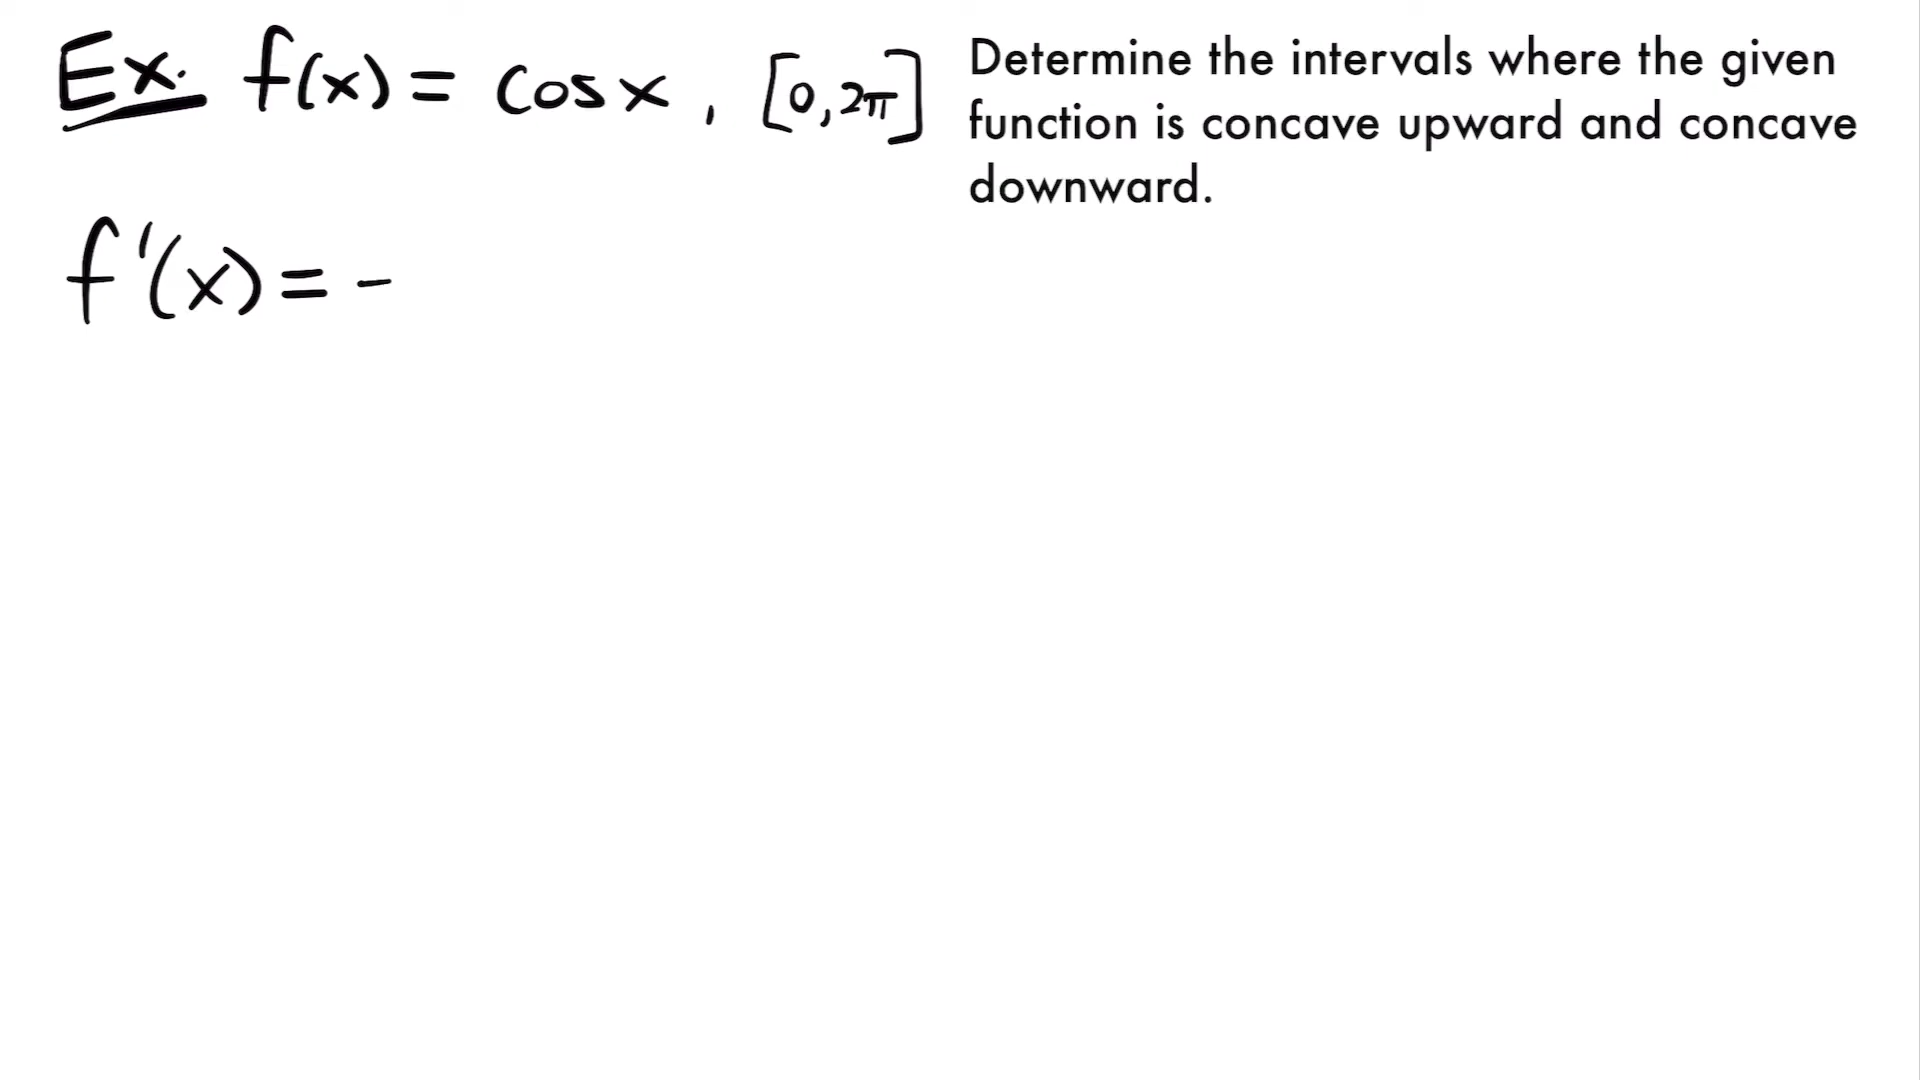 Ex. f(x) = cos x , [0, 2π]
Determine the intervals where the given
function is concave upward and concave
downward.
f'(x) = -